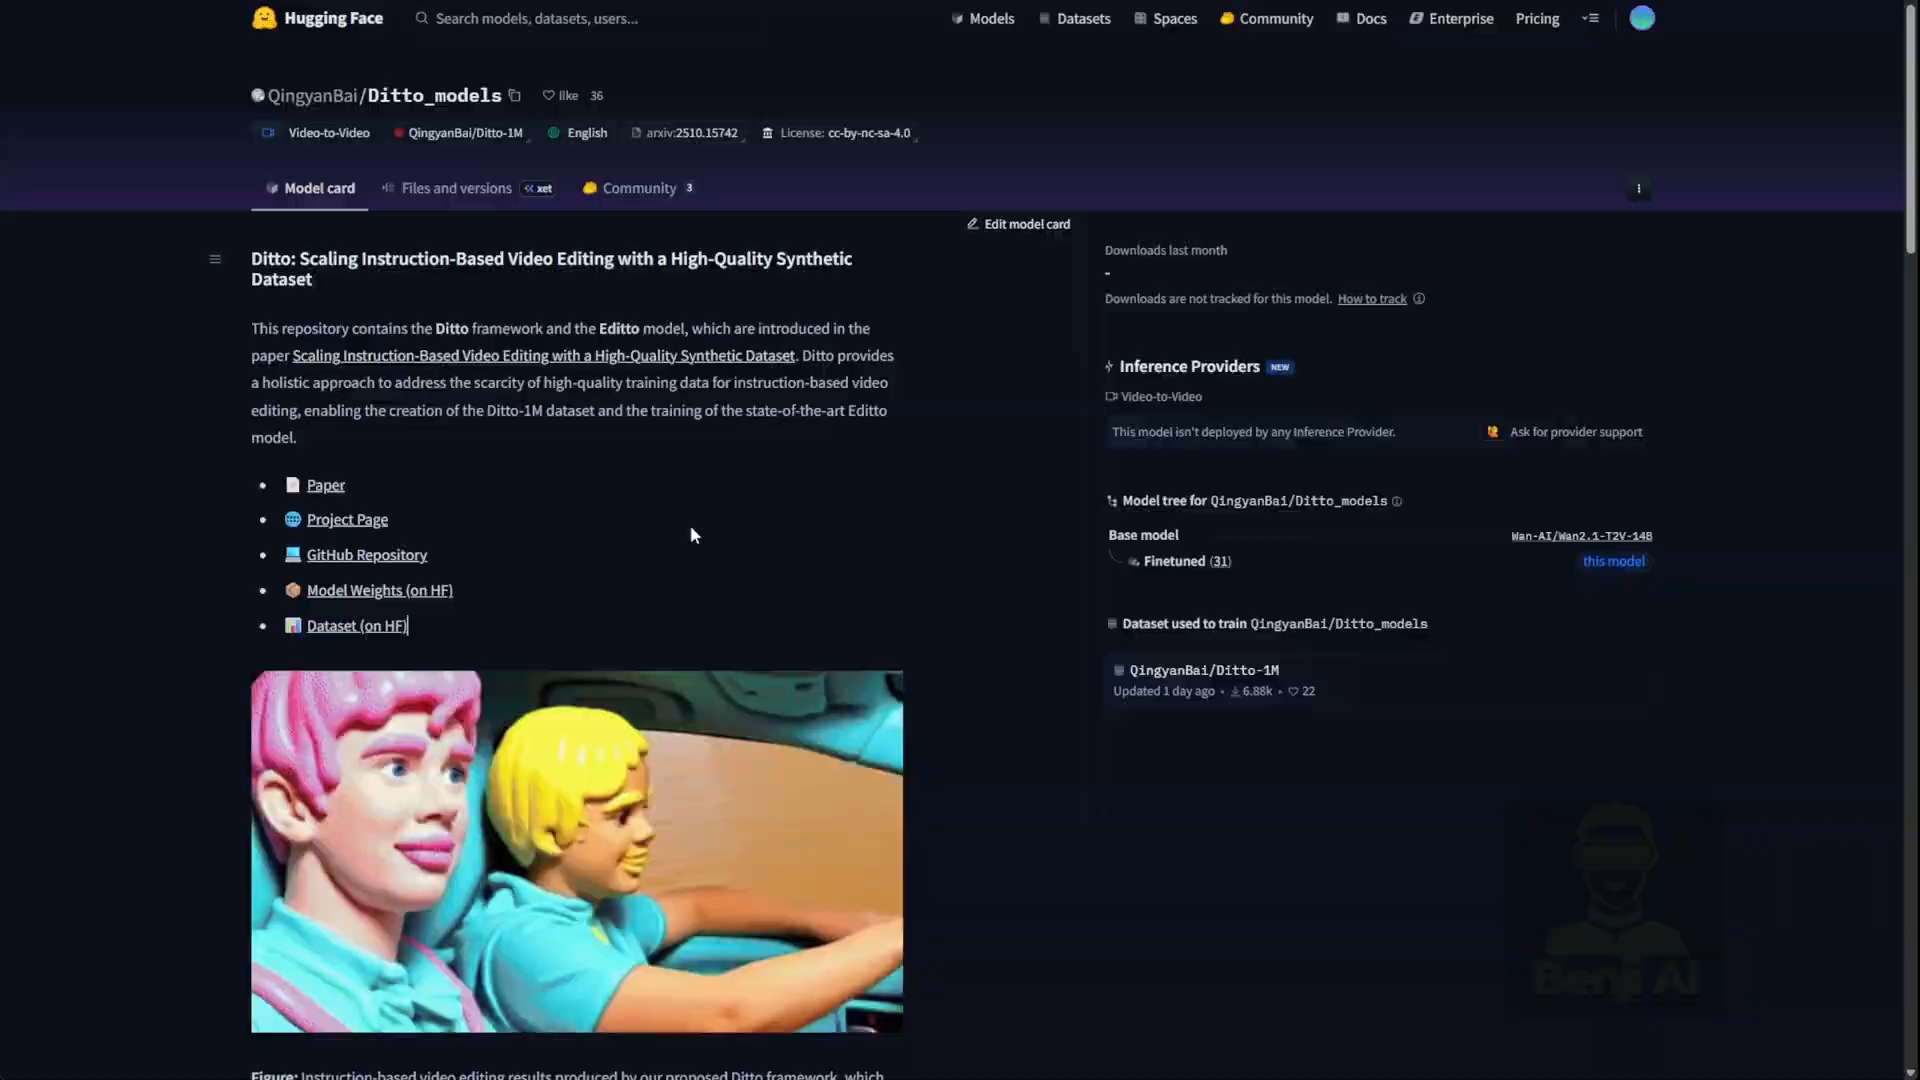 Hugging Face
Search models, datasets, users...
Models
Datasets
Spaces
Community
Docs
Enterprise
Pricing
QingyanBai/Ditto_models
like 36
Video-to-Video
QingyanBai/Ditto-1M
English
arxiv:2510.15742
License: cc-by-nc-sa-4.0
Model card
Files and versions
xet
Community 3
Edit model card
Ditto: Scaling Instruction-Based Video Editing with a High-Quality Synthetic
Dataset
This repository contains the Ditto framework and the Editto model, which are introduced in the
paper Scaling Instruction-Based Video Editing with a High-Quality Synthetic Dataset. Ditto provides
a holistic approach to address the scarcity of high-quality training data for instruction-based video
editing, enabling the creation of the Ditto-1M dataset and the training of the state-of-the-art Editto
model.
• Paper
• Project Page
• GitHub Repository
• Model Weights (on HF)
• Dataset (on HF)
Figure: Instruction-based video editing results produced by our proposed Ditto framework, which
Downloads last month
-
Downloads are not tracked for this model. How to track
Inference Providers NEW
Video-to-Video
This model isn't deployed by any Inference Provider.
Ask for provider support
Model tree for QingyanBai/Ditto_models
Base model
Wan-AI/Wan2.1-T2V-14B
Finetuned (31)
this model
Dataset used to train QingyanBai/Ditto_models
QingyanBai/Ditto-1M
Updated 1 day ago • 6.88k • 22
Benji AI